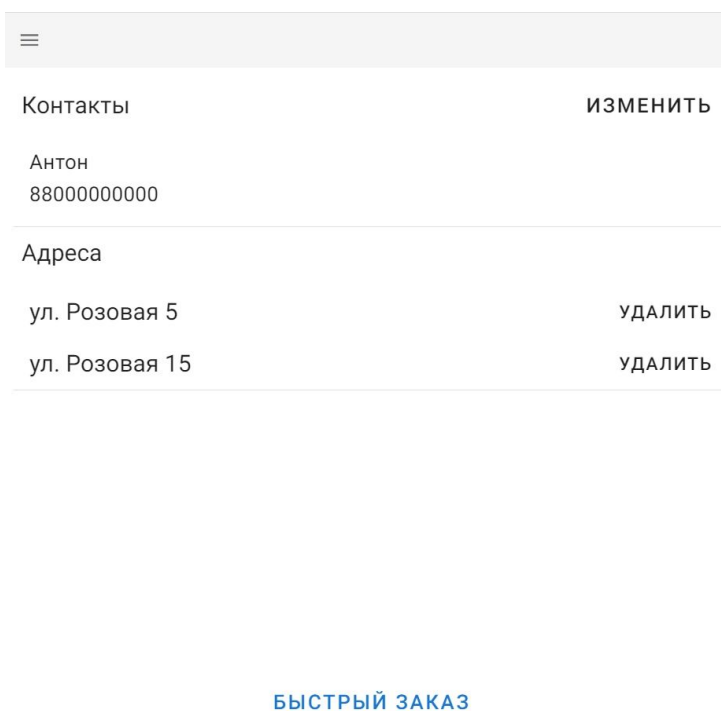 Контакты ИЗМЕНИТЬ
Антон
88000000000
Адреса
ул. Розовая 5 УДАЛИТЬ
ул. Розовая 15 УДАЛИТЬ
БЫСТРЫЙ ЗАКАЗ